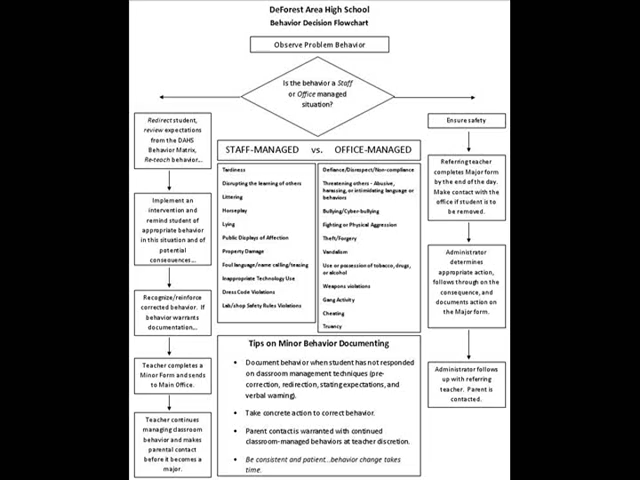 DeForest Area High School
Behavior Decision Flowchart
Observe Problem Behavior
Is the behavior a Staff
or Office managed
situation?
Redirect student,
review expectations
from the DAHS
Behavior Matrix,
Re-teach behavior...
Implement an
intervention and
remind student of
appropriate behavior
in this situation and of
potential
consequences...
Recognize/reinforce
corrected behavior. If
behavior warrants
documentation...
Teacher completes a
Minor Form and sends
to Main Office.
Teacher continues
managing classroom
behavior and makes
parental contact
before it becomes a
major.
STAFF-MANAGED vs. OFFICE-MANAGED
Tardiness
Disrupting the learning of others
Littering
Horseplay
Lying
Public Displays of Affection
Property Damage
Foul language/name calling/teasing
Inappropriate Technology Use
Dress Code Violations
Lab/shop Safety Rules Violations
Defiance/Disrespect/Non-compliance
Threatening others - Abusive,
harassing, or intimidating language or
behaviors
Bullying/Cyber-bullying
Fighting or Physical Aggression
Theft/Forgery
Vandalism
Use or possession of tobacco, drugs,
or alcohol
Weapons violations
Gang Activity
Cheating
Truancy
Tips on Minor Behavior Documenting
• Document behavior when student has not responded
on classroom management techniques (pre-
correction, redirection, stating expectations, and
verbal warning).
• Take concrete action to correct behavior.
• Parent contact is warranted with continued
classroom-managed behaviors at teacher discretion.
• Be consistent and patient...behavior change takes
time.
Ensure safety
Referring teacher
completes Major form
by the end of the day.
Make contact with the
office if student is to
be removed.
Administrator
determines
appropriate action,
follows through on the
consequence, and
documents action on
the Major form.
Administrator follows
up with referring
teacher. Parent is
contacted.